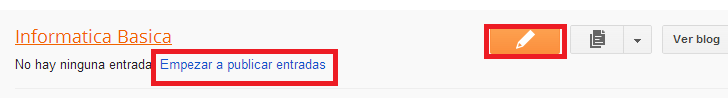 Informatica Basica
Ver blog
No hay ninguna entrada Empezar a publicar entradas